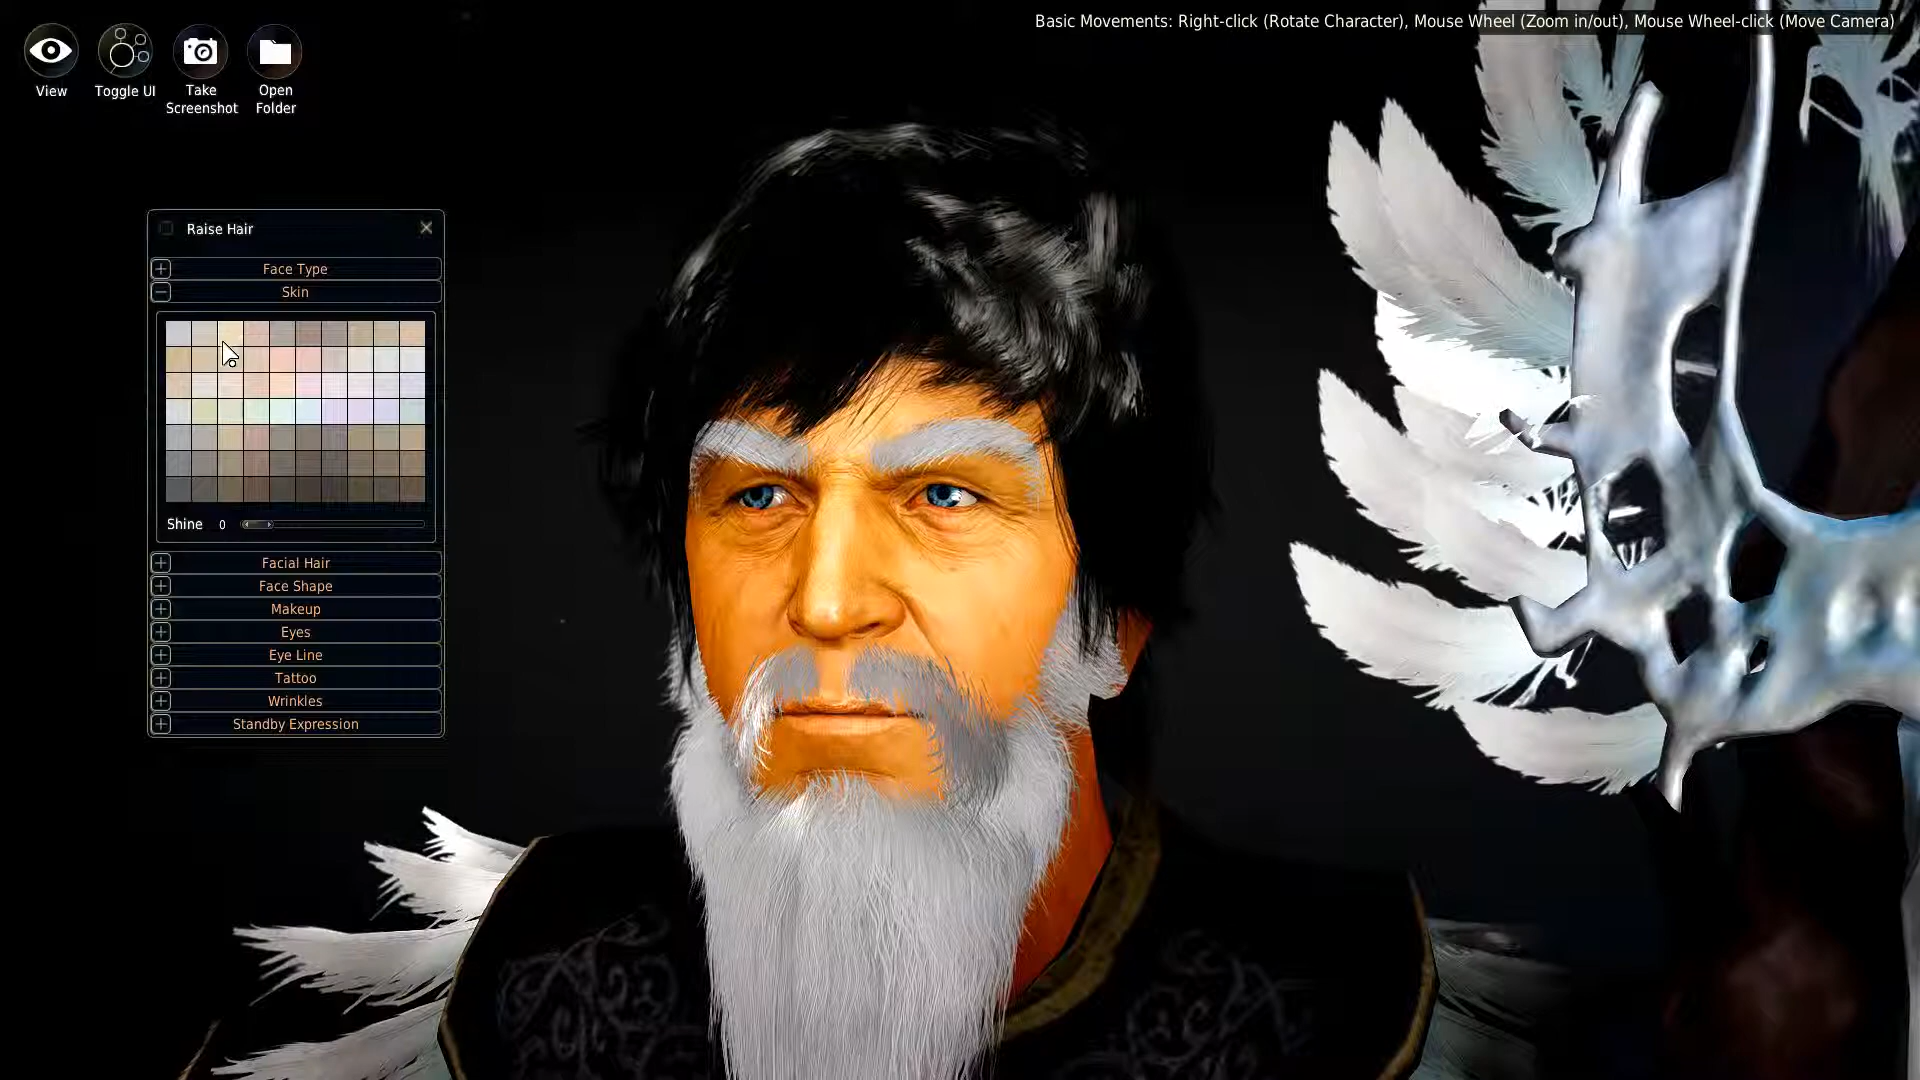 Basic Movements: Right-click (Rotate Character), Mouse Wheel (Zoom in/out), Mouse Wheel-click (Move Camera)
View
Toggle UI
Take
Screenshot
Open
Folder
Raise Hair
Face Type
Skin
Shine 0
Facial Hair
Face Shape
Makeup
Eyes
Eye Line
Tattoo
Wrinkles
Standby Expression